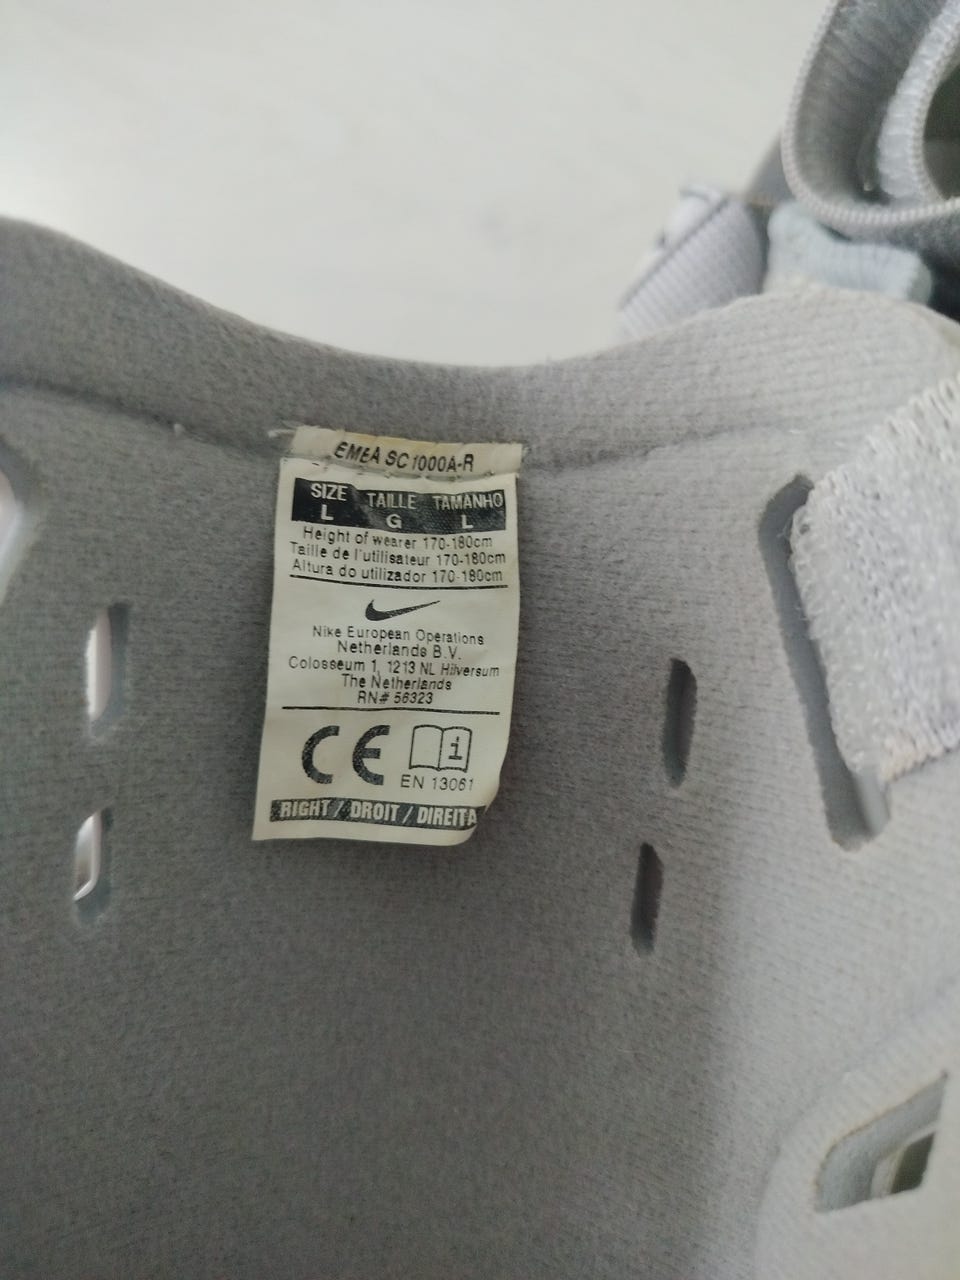 EMEA SC1000A-R
SIZE TAILLE TAMANHO
L G L
Height of wearer 170-180cm
Taille de l'utilisateur 170-180cm
Altura do utilizador 170-180cm
Nike European Operations
Netherlands B.V.
Colosseum 1, 1213 NL Hilversum
The Netherlands
RN# 56323
CE i
EN 13061
RIGHT / DROIT / DIREITA